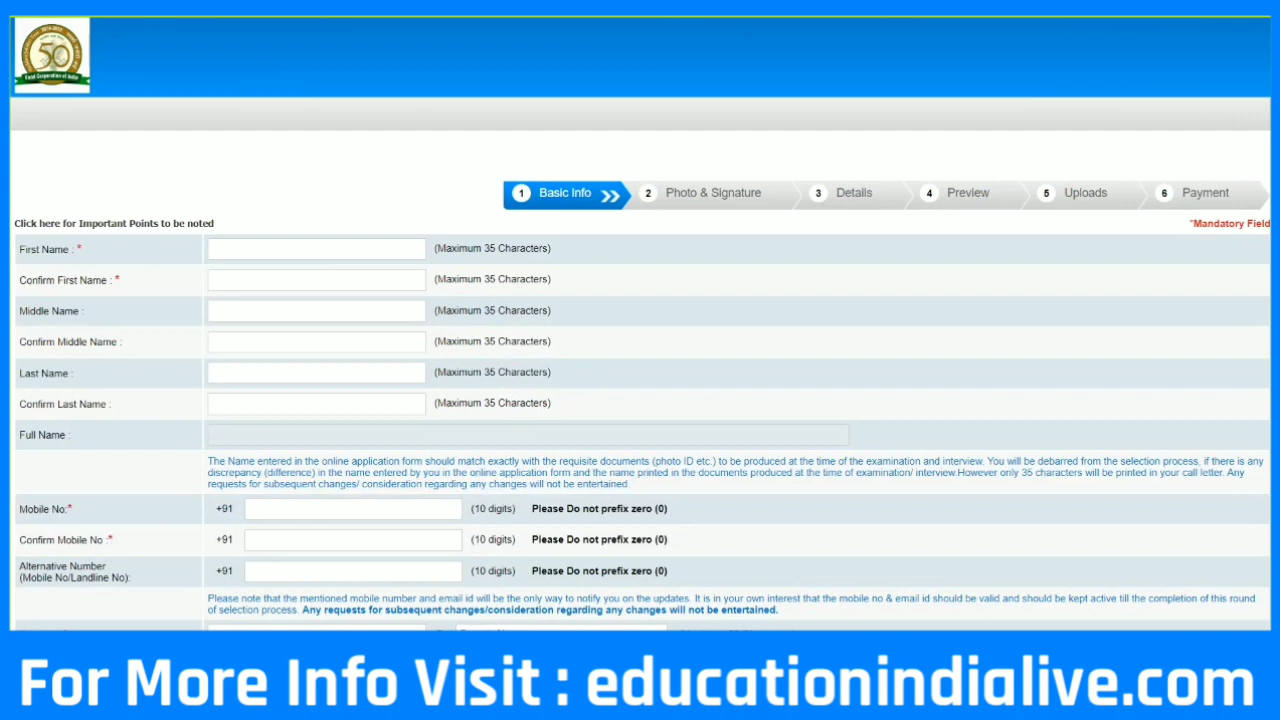 50
Food Corporation of India
1 Basic Info 2 Photo & Signature 3 Details 4 Preview 5 Uploads 6 Payment
Click here for Important Points to be noted
*Mandatory Field
First Name : * (Maximum 35 Characters)
Confirm First Name : * (Maximum 35 Characters)
Middle Name : (Maximum 35 Characters)
Confirm Middle Name : (Maximum 35 Characters)
Last Name : (Maximum 35 Characters)
Confirm Last Name : (Maximum 35 Characters)
Full Name :
The Name entered in the online application form should match exactly with the requisite documents (photo ID etc.) to be produced at the time of the examination and interview. You will be debarred from the selection process, if there is any
discrepancy (difference) in the name entered by you in the online application form and the name printed in the documents produced at the time of examination/ interview.However only 35 characters will be printed in your call letter. Any
requests for subsequent changes/ consideration regarding any changes will not be entertained.
Mobile No:* +91 (10 digits) Please Do not prefix zero (0)
Confirm Mobile No :* +91 (10 digits) Please Do not prefix zero (0)
Alternative Number
(Mobile No/Landline No): +91 (10 digits) Please Do not prefix zero (0)
Please note that the mentioned mobile number and email id will be the only way to notify you on the updates. It is in your own interest that the mobile no & email id should be valid and should be kept active till the completion of this round
of selection process. Any requests for subsequent changes/consideration regarding any changes will not be entertained.
For More Info Visit : educationindialive.com